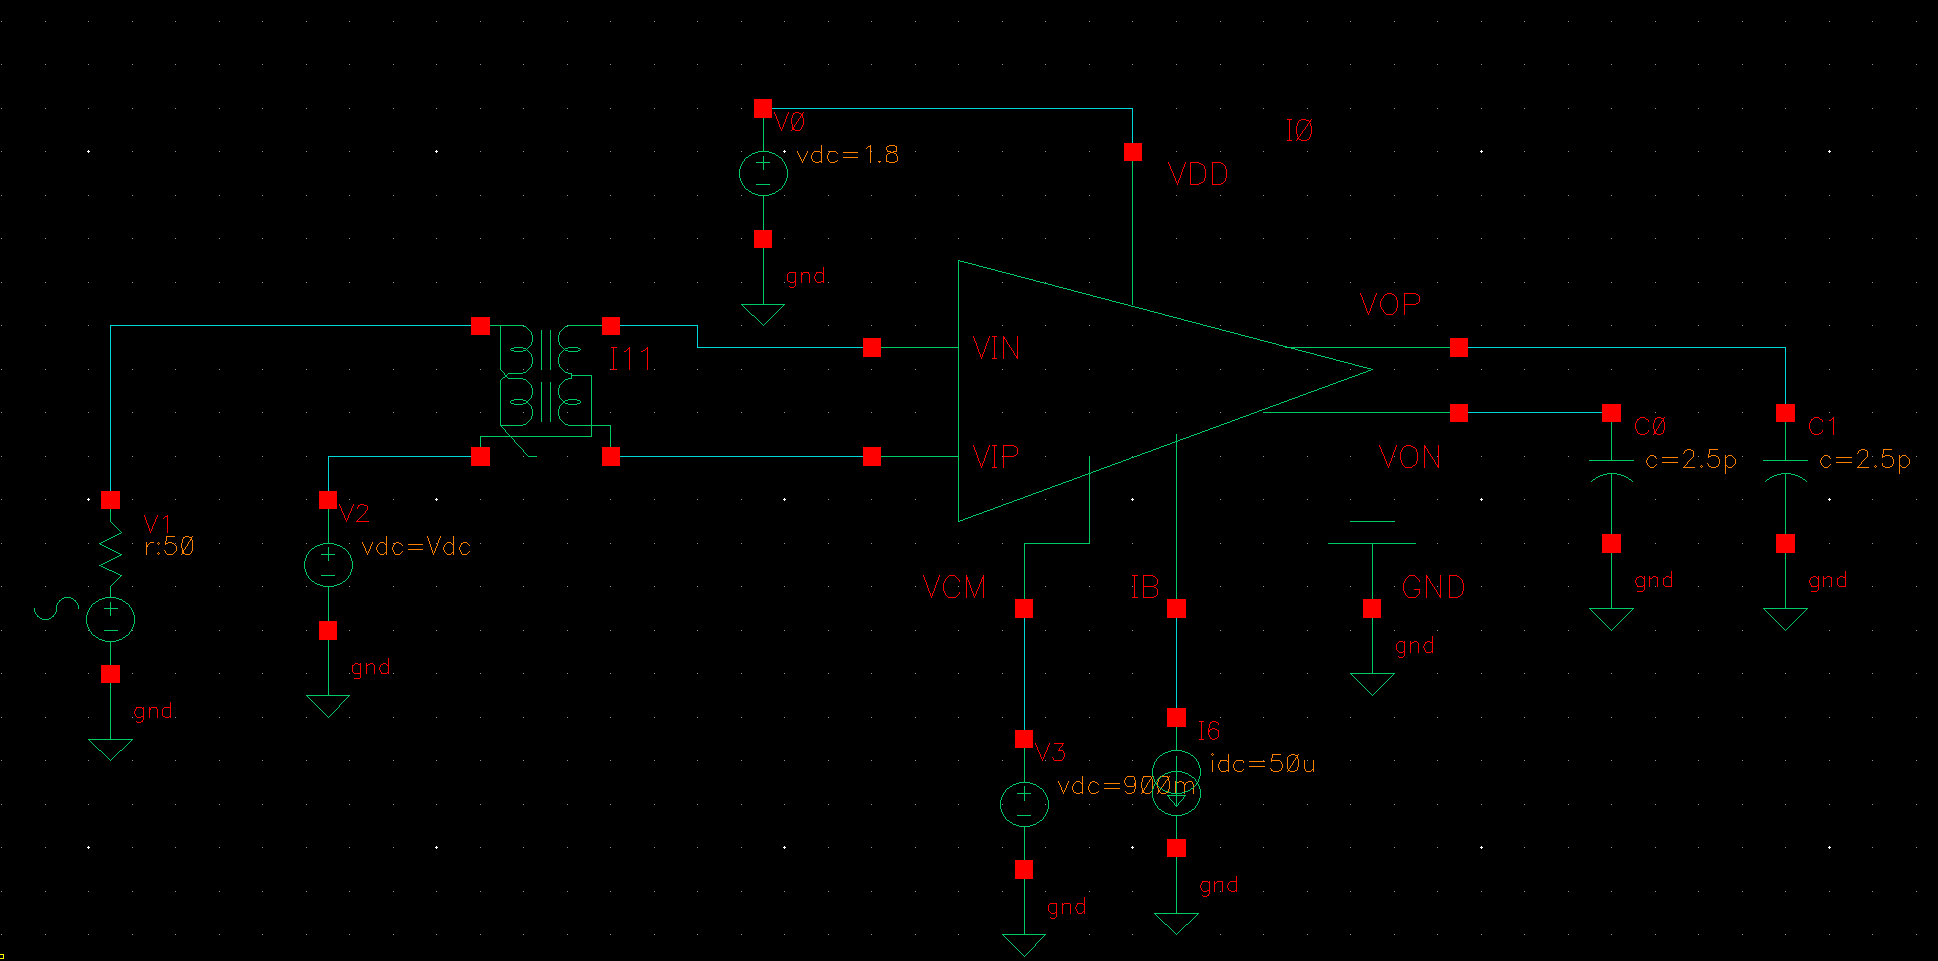 V0
vdc=1.8
gnd
I0
VDD
I11
VIN
VIP
VOP
VON
C0
c=2.5p
gnd
C1
c=2.5p
gnd
V1
r:50
gnd
V2
vdc=Vdc
gnd
VCM
IB
GND
gnd
V3
vdc=900m
gnd
I6
idc=50u
gnd